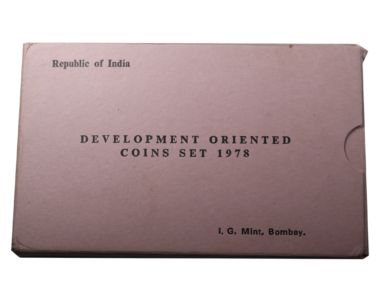 Republic of India
DEVELOPMENT ORIENTED
COINS SET 1978
I. G. Mint, Bombay.